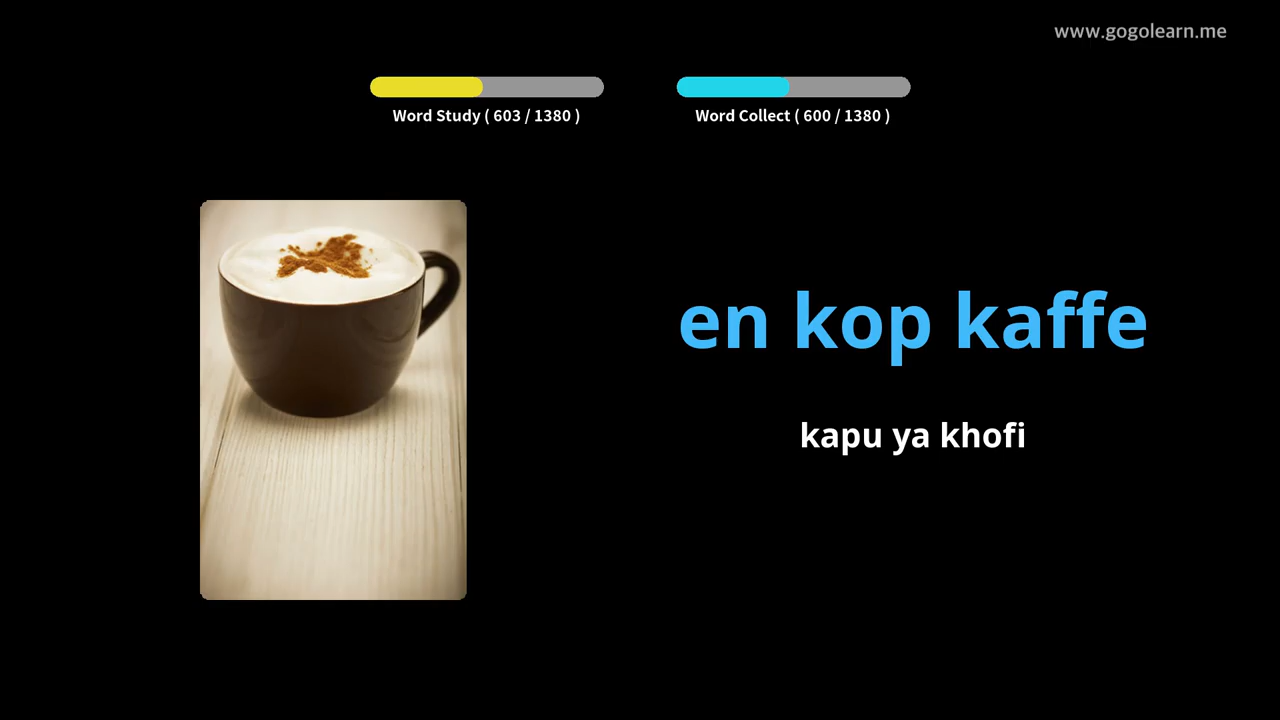 www.gogolearn.me
Word Study ( 603 / 1380 )
Word Collect ( 600 / 1380 )
en kop kaffe
kapu ya khofi